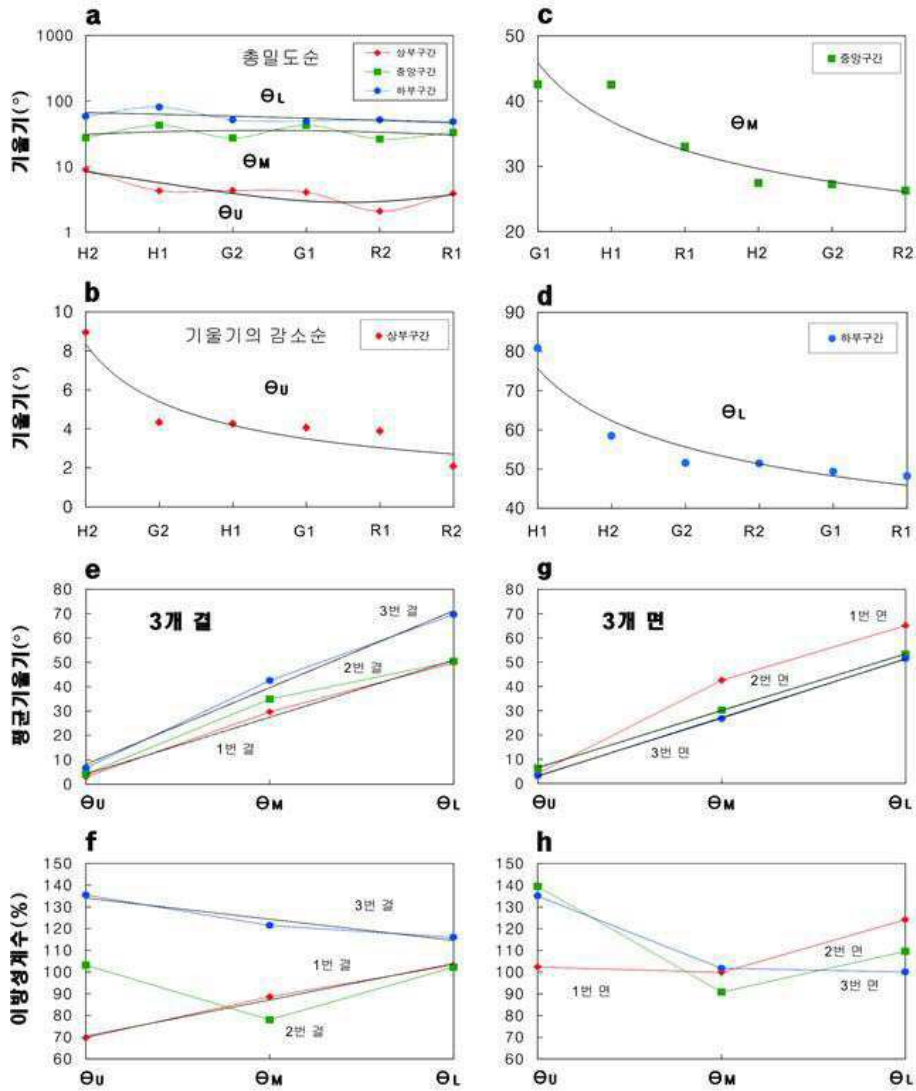 a
기울기(°)
1000
100
10
1
총밀도순
상부구간
중앙구간
하부구간
ΘL
ΘM
ΘU
H2 H1 G2 G1 R2 R1
c
50
40
30
20
중앙구간
ΘM
G1 H1 R1 H2 G2 R2
b
기울기(°)
10
8
6
4
2
0
기울기의 감소순
상부구간
ΘU
H2 G2 H1 G1 R1 R2
d
90
80
70
60
50
40
하부구간
ΘL
H1 H2 G2 R2 G1 R1
e
평균기울기(°)
80
70
60
50
40
30
20
10
0
3개 결
3번 결
2번 결
1번 결
ΘU ΘM ΘL
g
80
70
60
50
40
30
20
10
0
3개 면
1번 면
2번 면
3번 면
ΘU ΘM ΘL
f
이방성계수(%)
150
140
130
120
110
100
90
80
70
60
3번 결
1번 결
2번 결
ΘU ΘM ΘL
h
150
140
130
120
110
100
90
80
70
60
2번 면
1번 면
3번 면
ΘU ΘM ΘL